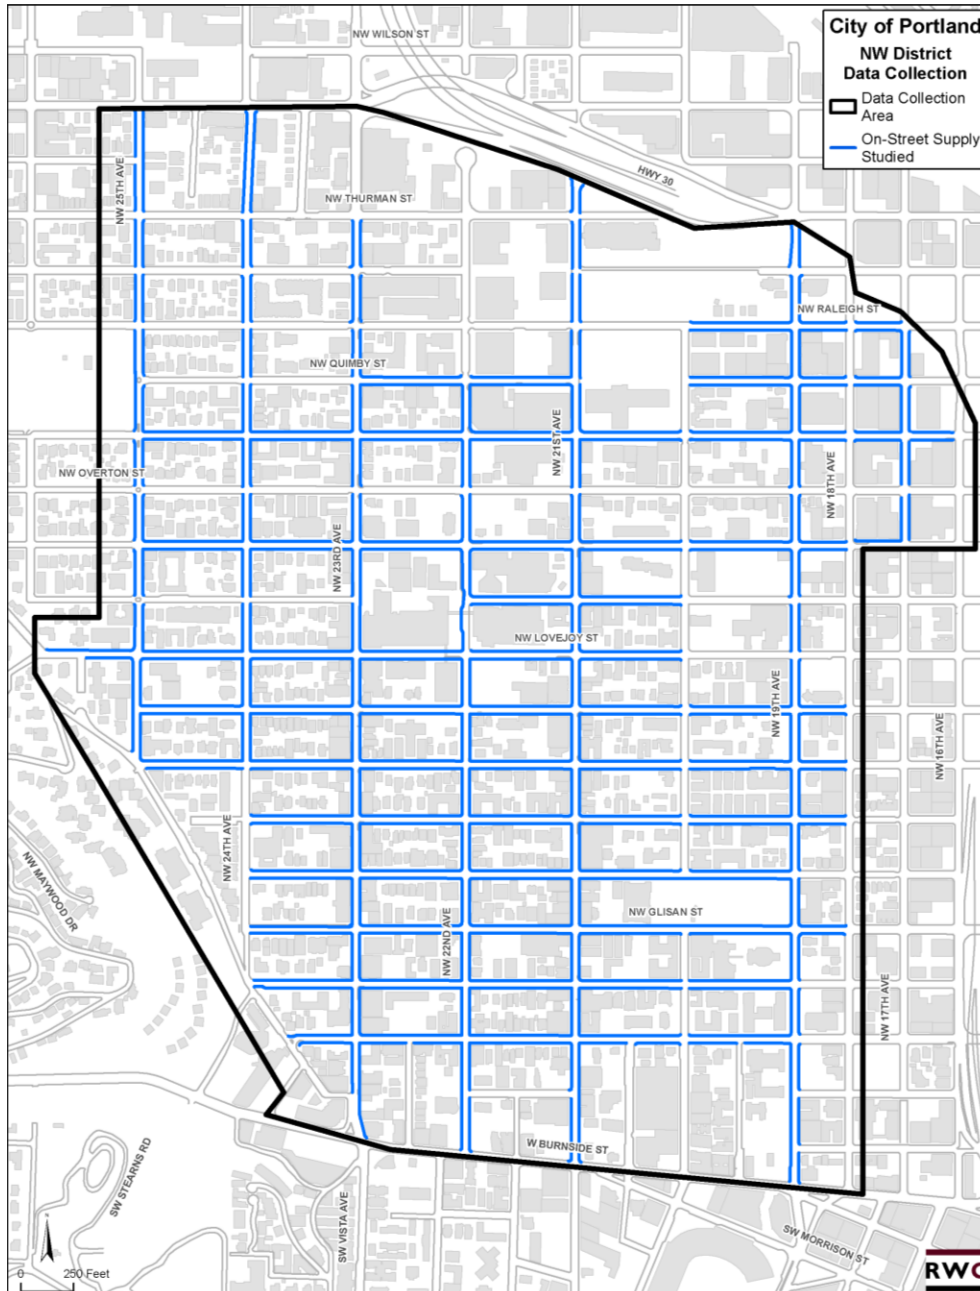 NW WILSON ST
City of Portland
NW District
Data Collection
Data Collection
Area
On-Street Supply
Studied
HWY 30
NW 25TH AVE
NW THURMAN ST
NW RALEIGH ST
NW QUIMBY ST
NW 21ST AVE
NW OVERTON ST
NW 18TH AVE
NW 23RD AVE
NW LOVEJOY ST
NW 19TH AVE
NW 16TH AVE
NW 24TH AVE
NW MAYWOOD DR
NW GLISAN ST
NW 22ND AVE
NW 17TH AVE
W BURNSIDE ST
SW STEARNS RD
SW VISTA AVE
SW MORRISON ST
0 250 Feet
RW